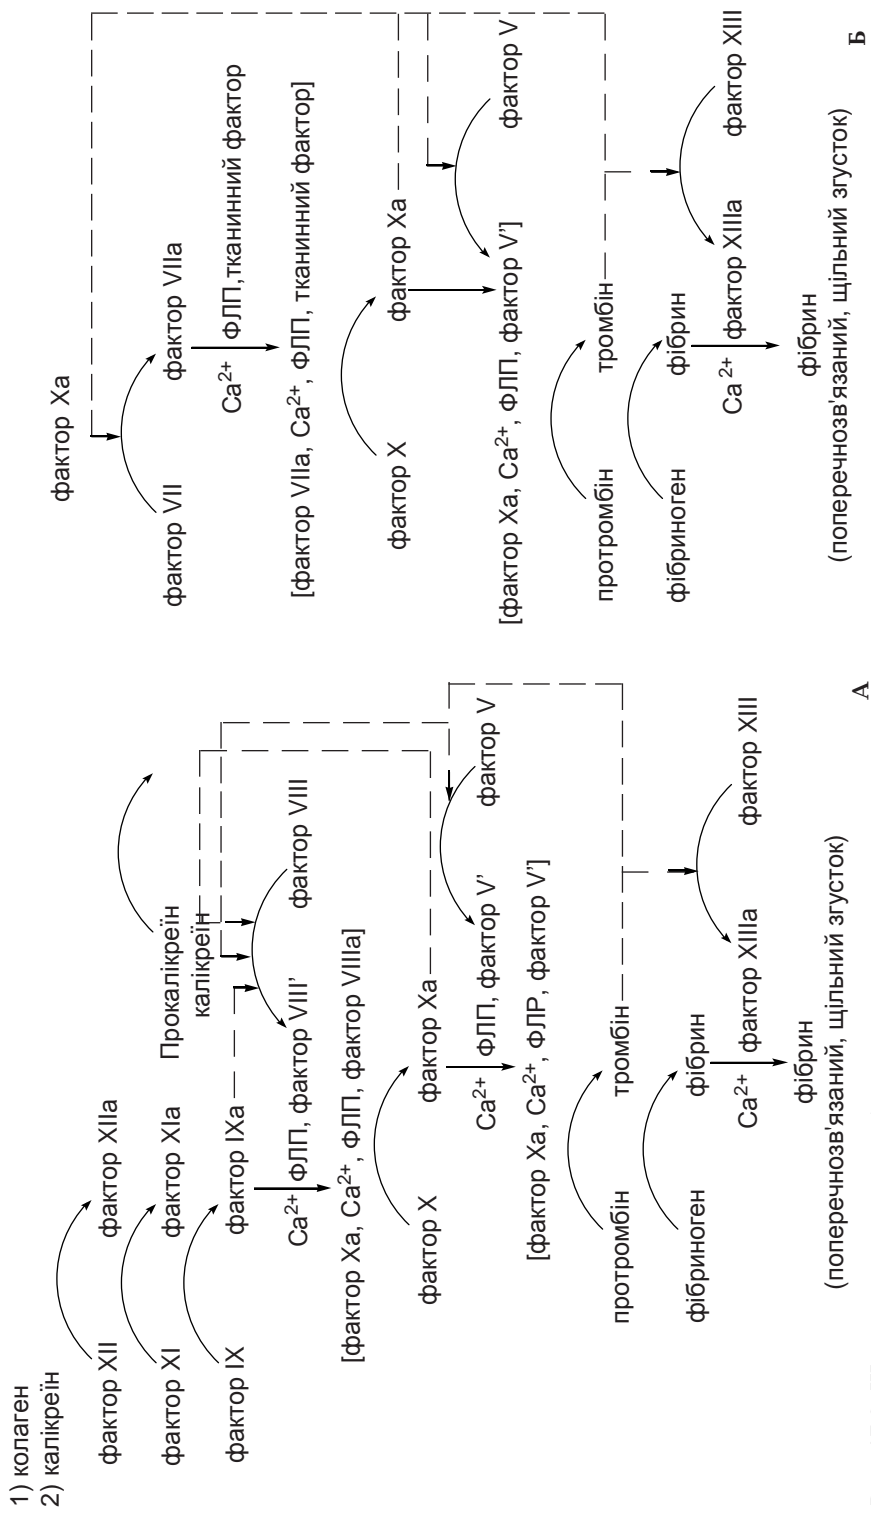 1) колаген
2) калікреїн
фактор XII
фактор XIIa
фактор XI
фактор XIa
Прокалікреїн
калікреїн
фактор IX
фактор IXa
Ca2+ ФЛП, фактор VIII'
фактор VIII
[фактор Xa, Ca2+, ФЛП, фактор VIIIa]
фактор X
фактор Xa
Ca2+ ФЛП, фактор V'
фактор V
[фактор Xa, Ca2+, ФЛР, фактор V']
протромбін
тромбін
фібриноген
фібрин
Ca2+ фактор XIIIa
фактор XIII
фібрин
(поперечнозв'язаний, щільний згусток)
А
фактор Xa
фактор VII
фактор VIIa
Ca2+ ФЛП,тканинний фактор
[фактор VIIa, Ca2+, ФЛП, тканинний фактор]
фактор X
фактор Xa
фактор V
[фактор Xa, Ca2+, ФЛП, фактор V']
протромбін
тромбін
фібриноген
фібрин
Ca2+ фактор XIIIa
фактор XIII
фібрин
(поперечнозв'язаний, щільний згусток)
Б